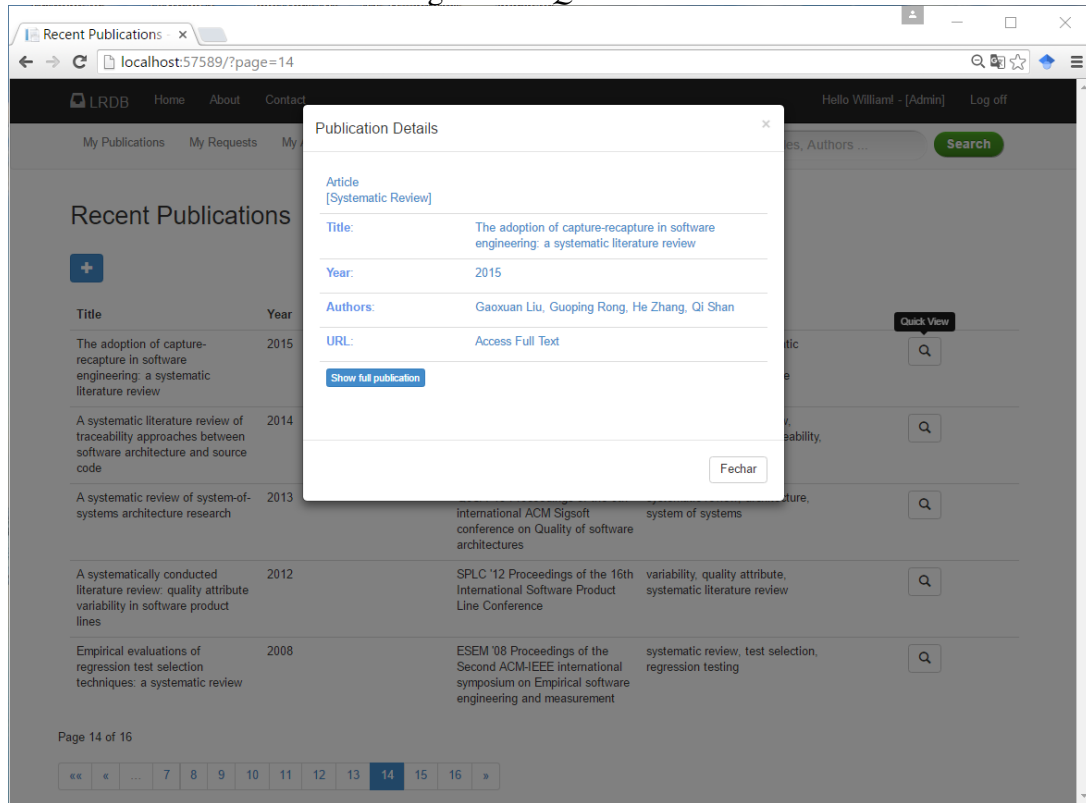 Recent Publications - ×
localhost:57589/?page=14
LRDB Home About Contact Hello William! - [Admin] Log off
My Publications My Requests My
es, Authors ... Search
Publication Details ×
Article
[Systematic Review]
Title: The adoption of capture-recapture in software
engineering: a systematic literature review
Year: 2015
Authors: Gaoxuan Liu, Guoping Rong, He Zhang, Qi Shan
URL: Access Full Text
Show full publication
Fechar
Recent Publications
+
Title Year
Quick View
The adoption of capture- 2015
recapture in software
engineering: a systematic
literature review
A systematic literature review of 2014
traceability approaches between
software architecture and source
code
A systematic review of system-of- 2013
systems architecture research
international ACM Sigsoft
conference on Quality of software
architectures
system of systems
A systematically conducted 2012 SPLC '12 Proceedings of the 16th variability, quality attribute,
literature review: quality attribute International Software Product systematic literature review
variability in software product Line Conference
lines
Empirical evaluations of 2008 ESEM '08 Proceedings of the systematic review, test selection,
regression test selection Second ACM-IEEE international regression testing
techniques: a systematic review symposium on Empirical software
engineering and measurement
Page 14 of 16
«« « ... 7 8 9 10 11 12 13 14 15 16 »